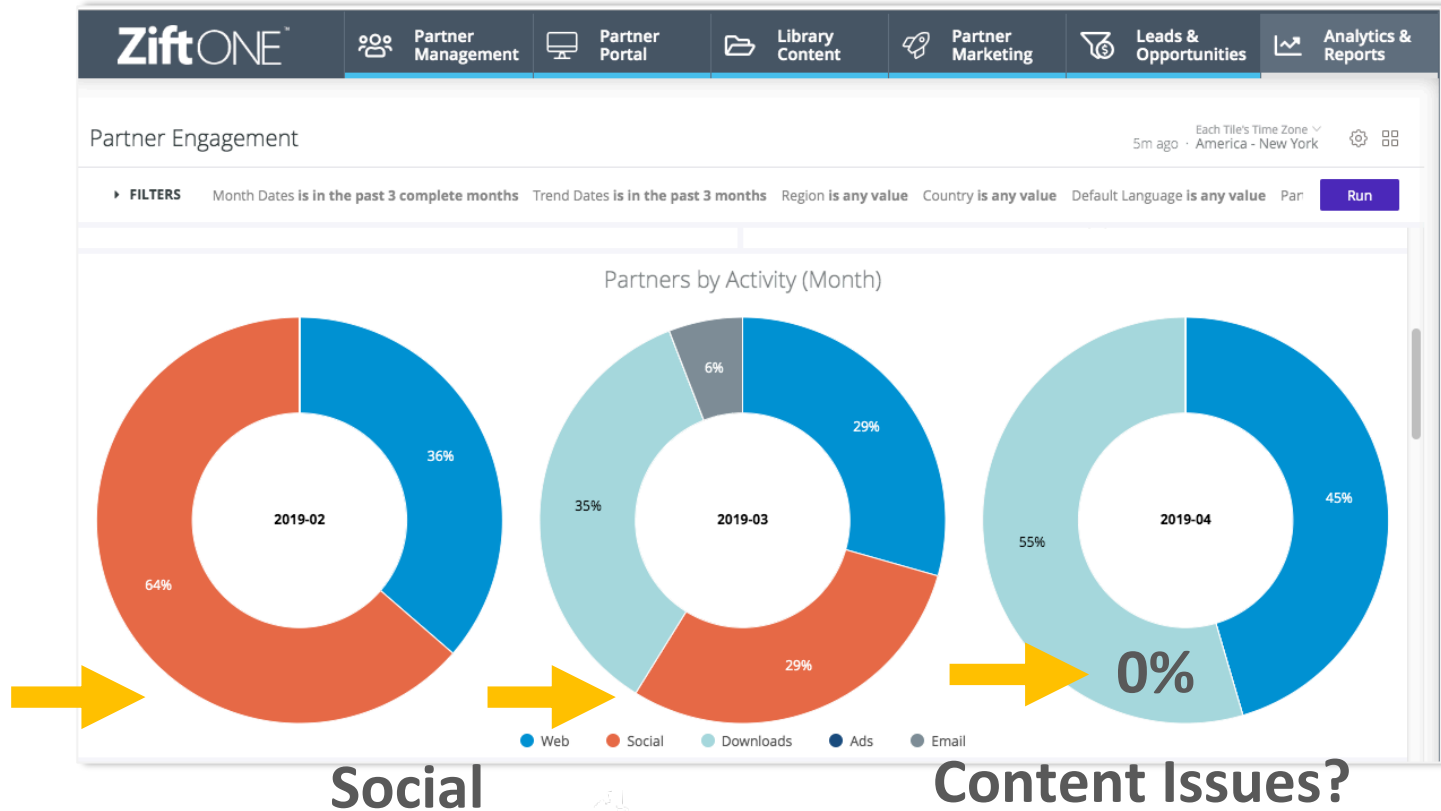 ZiftONE™
Partner Management
Partner Portal
Library Content
Partner Marketing
Leads & Opportunities
Analytics & Reports
Partner Engagement
Each Tile's Time Zone
5m ago · America - New York
FILTERS Month Dates is in the past 3 complete months Trend Dates is in the past 3 months Region is any value Country is any value Default Language is any value Par Run
Partners by Activity (Month)
36%
64%
2019-02
6%
29%
35%
29%
2019-03
45%
55%
2019-04
0%
Web Social Downloads Ads Email
Social
Content Issues?